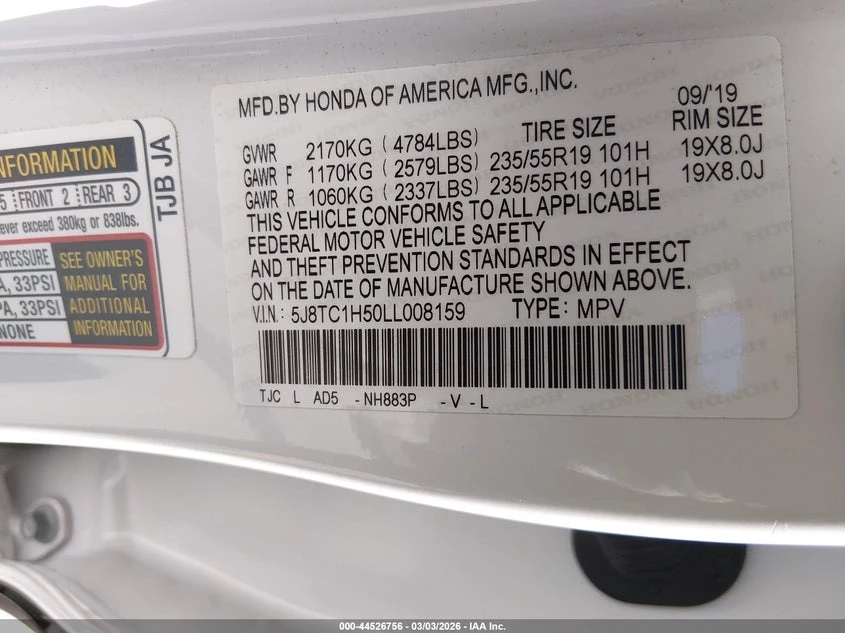 MFD.BY HONDA OF AMERICA MFG.,INC.
09/'19
GVWR 2170KG (4784LBS) TIRE SIZE RIM SIZE
GAWR F 1170KG (2579LBS) 235/55R19 101H 19X8.0J
GAWR R 1060KG (2337LBS) 235/55R19 101H 19X8.0J
THIS VEHICLE CONFORMS TO ALL APPLICABLE
FEDERAL MOTOR VEHICLE SAFETY
AND THEFT PREVENTION STANDARDS IN EFFECT
ON THE DATE OF MANUFACTURE SHOWN ABOVE.
V.I.N.: 5J8TC1H50LL008159 TYPE: MPV
TJC L AD5 -NH883P -V-L
INFORMATION
5 FRONT 2 REAR 3
never exceed 380kg or 838lbs.
PRESSURE
A, 33PSI
PA, 33PSI
NONE
SEE OWNER'S
MANUAL FOR
ADDITIONAL
INFORMATION
TJB JA
000-44526756 - 03/03/2026 - IAA Inc.